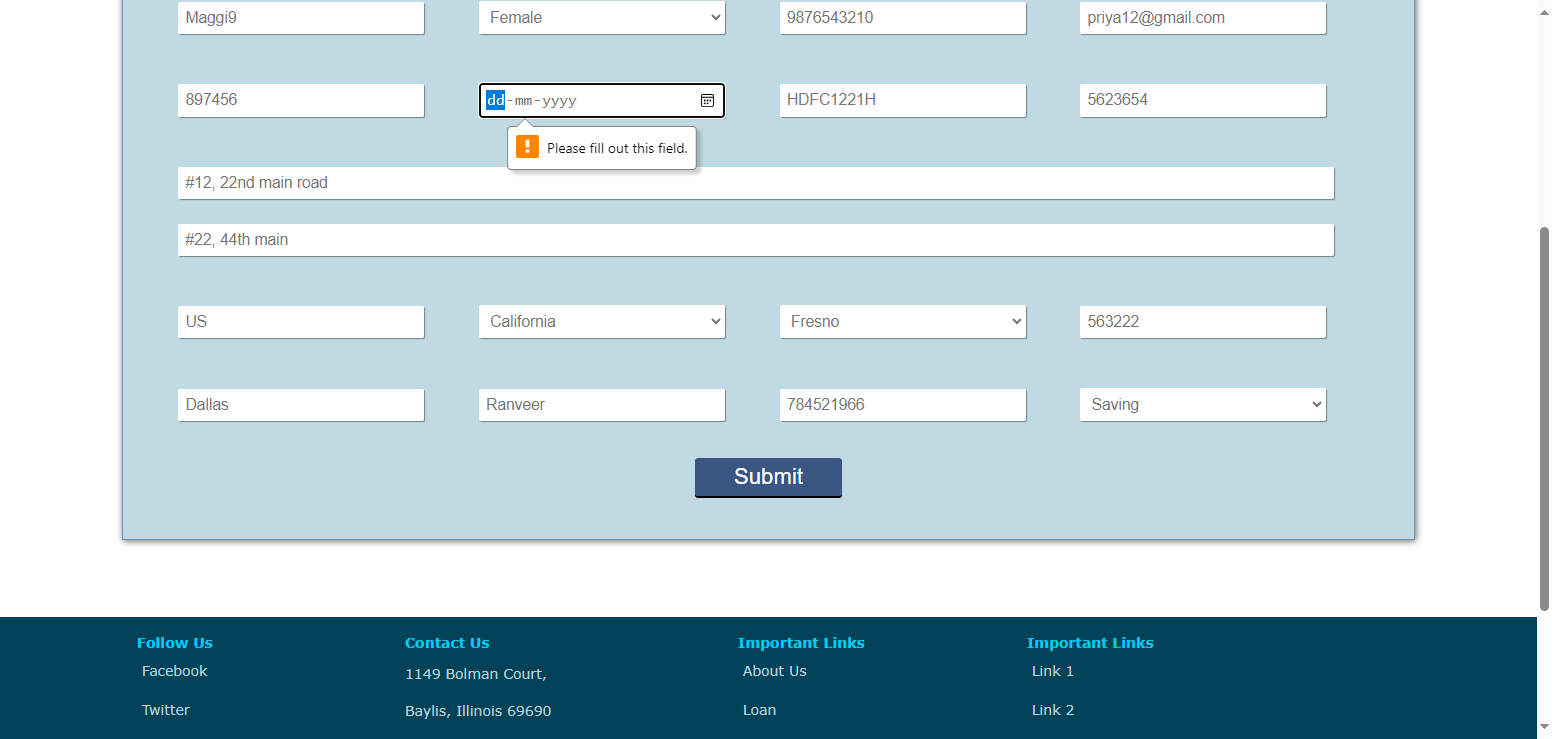 Maggi9 Female 9876543210 priya12@gmail.com
897456 dd-mm-yyyy HDFC1221H 5623654
Please fill out this field.
#12, 22nd main road
#22, 44th main
US California Fresno 563222
Dallas Ranveer 784521966 Saving
Submit
Follow Us Contact Us Important Links Important Links
Facebook 1149 Bolman Court, About Us Link 1
Twitter Baylis, Illinois 69690 Loan Link 2